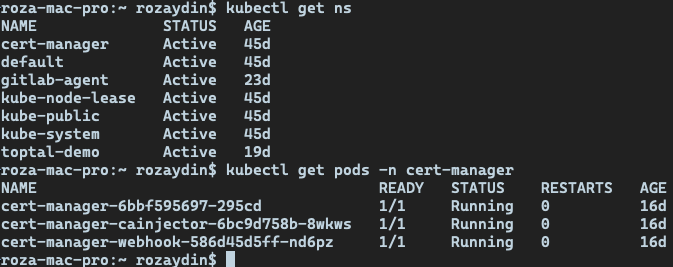 roza-mac-pro:~ rozaydin$ kubectl get ns
NAME STATUS AGE
cert-manager Active 45d
default Active 45d
gitlab-agent Active 23d
kube-node-lease Active 45d
kube-public Active 45d
kube-system Active 45d
toptal-demo Active 19d
roza-mac-pro:~ rozaydin$ kubectl get pods -n cert-manager
NAME READY STATUS RESTARTS AGE
cert-manager-6bbf595697-295cd 1/1 Running 0 16d
cert-manager-cainjector-6bc9d758b-8wkws 1/1 Running 0 16d
cert-manager-webhook-586d45d5ff-nd6pz 1/1 Running 0 16d
roza-mac-pro:~ rozaydin$